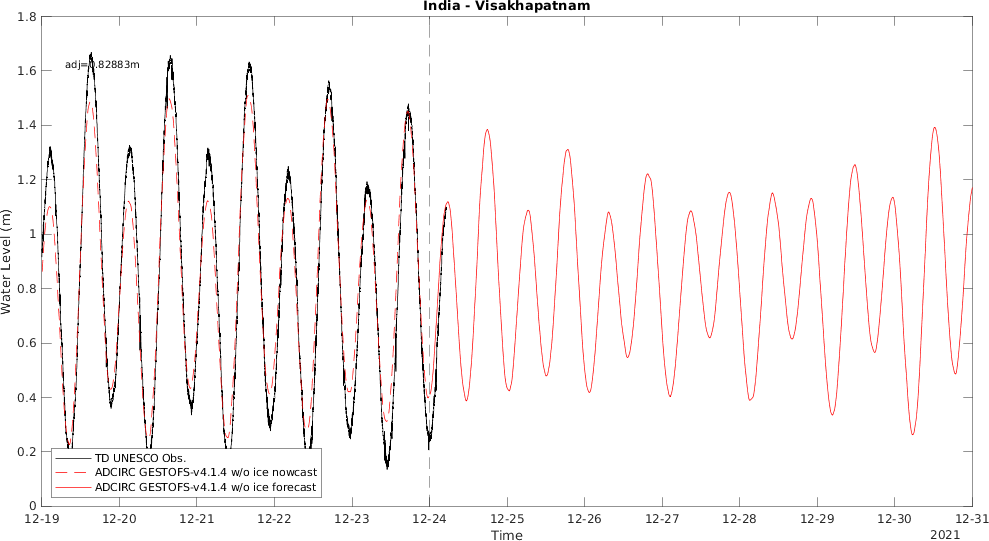 India - Visakhapatnam
adj=0.82883m
1.8
1.6
1.4
1.2
1
0.8
0.6
0.4
0.2
0
Water Level (m)
TD UNESCO Obs.
ADCIRC GESTOFS-v4.1.4 w/o ice nowcast
ADCIRC GESTOFS-v4.1.4 w/o ice forecast
12-19 12-20 12-21 12-22 12-23 12-24 12-25 12-26 12-27 12-28 12-29 12-30 12-31
Time
2021